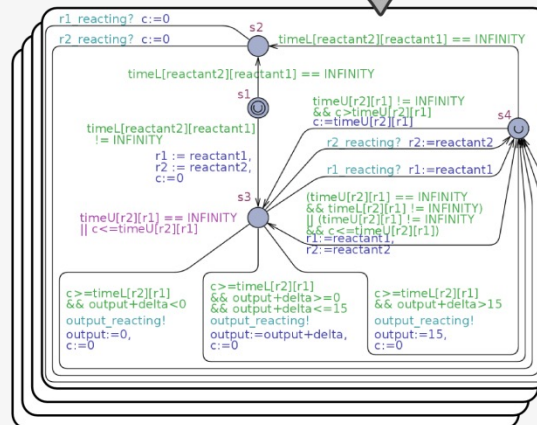 r1_reacting? c:=0
s2
r2_reacting? c:=0
timeL[reactant2][reactant1] == INFINITY
timeL[reactant2][reactant1] == INFINITY
s1
timeL[reactant2][reactant1]
!= INFINITY
r1 := reactant1,
r2 := reactant2,
c:=0
timeU[r2][r1] != INFINITY
&& c>timeU[r2][r1]
c:=timeU[r2][r1]
s4
r2_reacting? r2:=reactant2
r1_reacting? r1:=reactant1
s3
timeU[r2][r1] == INFINITY
|| c<=timeU[r2][r1]
(timeU[r2][r1] == INFINITY
&& timeL[r2][r1] != INFINITY)
|| (timeU[r2][r1] != INFINITY
&& c<=timeU[r2][r1])
r1:=reactant1,
r2:=reactant2
c>=timeL[r2][r1]
&& output+delta<0
output_reacting!
output:=0,
c:=0
c>=timeL[r2][r1]
&& output+delta>=0
&& output+delta<=15
output_reacting!
output:=output+delta,
c:=0
c>=timeL[r2][r1]
&& output+delta>15
output_reacting!
output:=15,
c:=0